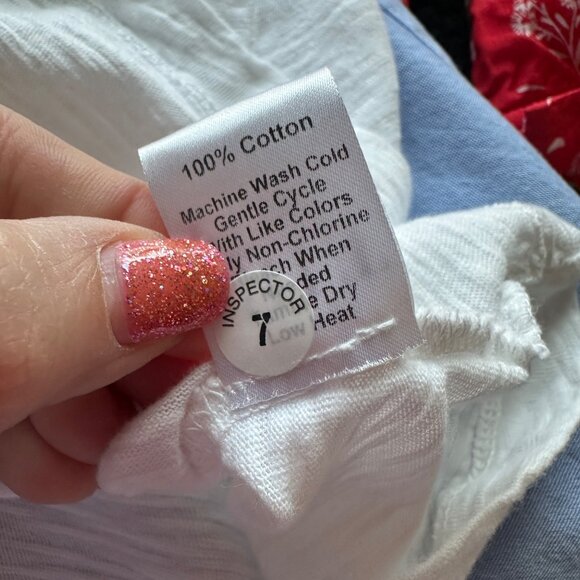 100% Cotton
Machine Wash Cold
Gentle Cycle
With Like Colors
Non-Chlorine
When
Dry
Low Heat
INSPECTOR
7